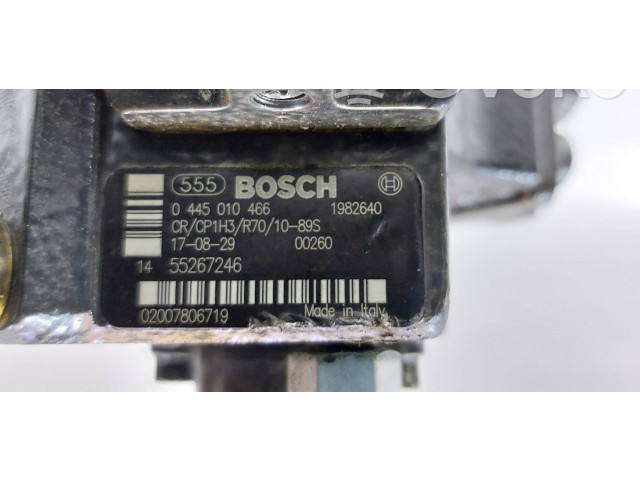 555 BOSCH
0 445 010 466 1982640
CR/CP1H3/R70/10-89S
17-08-29 00260
14 55267246
02007806719 Made in Italy